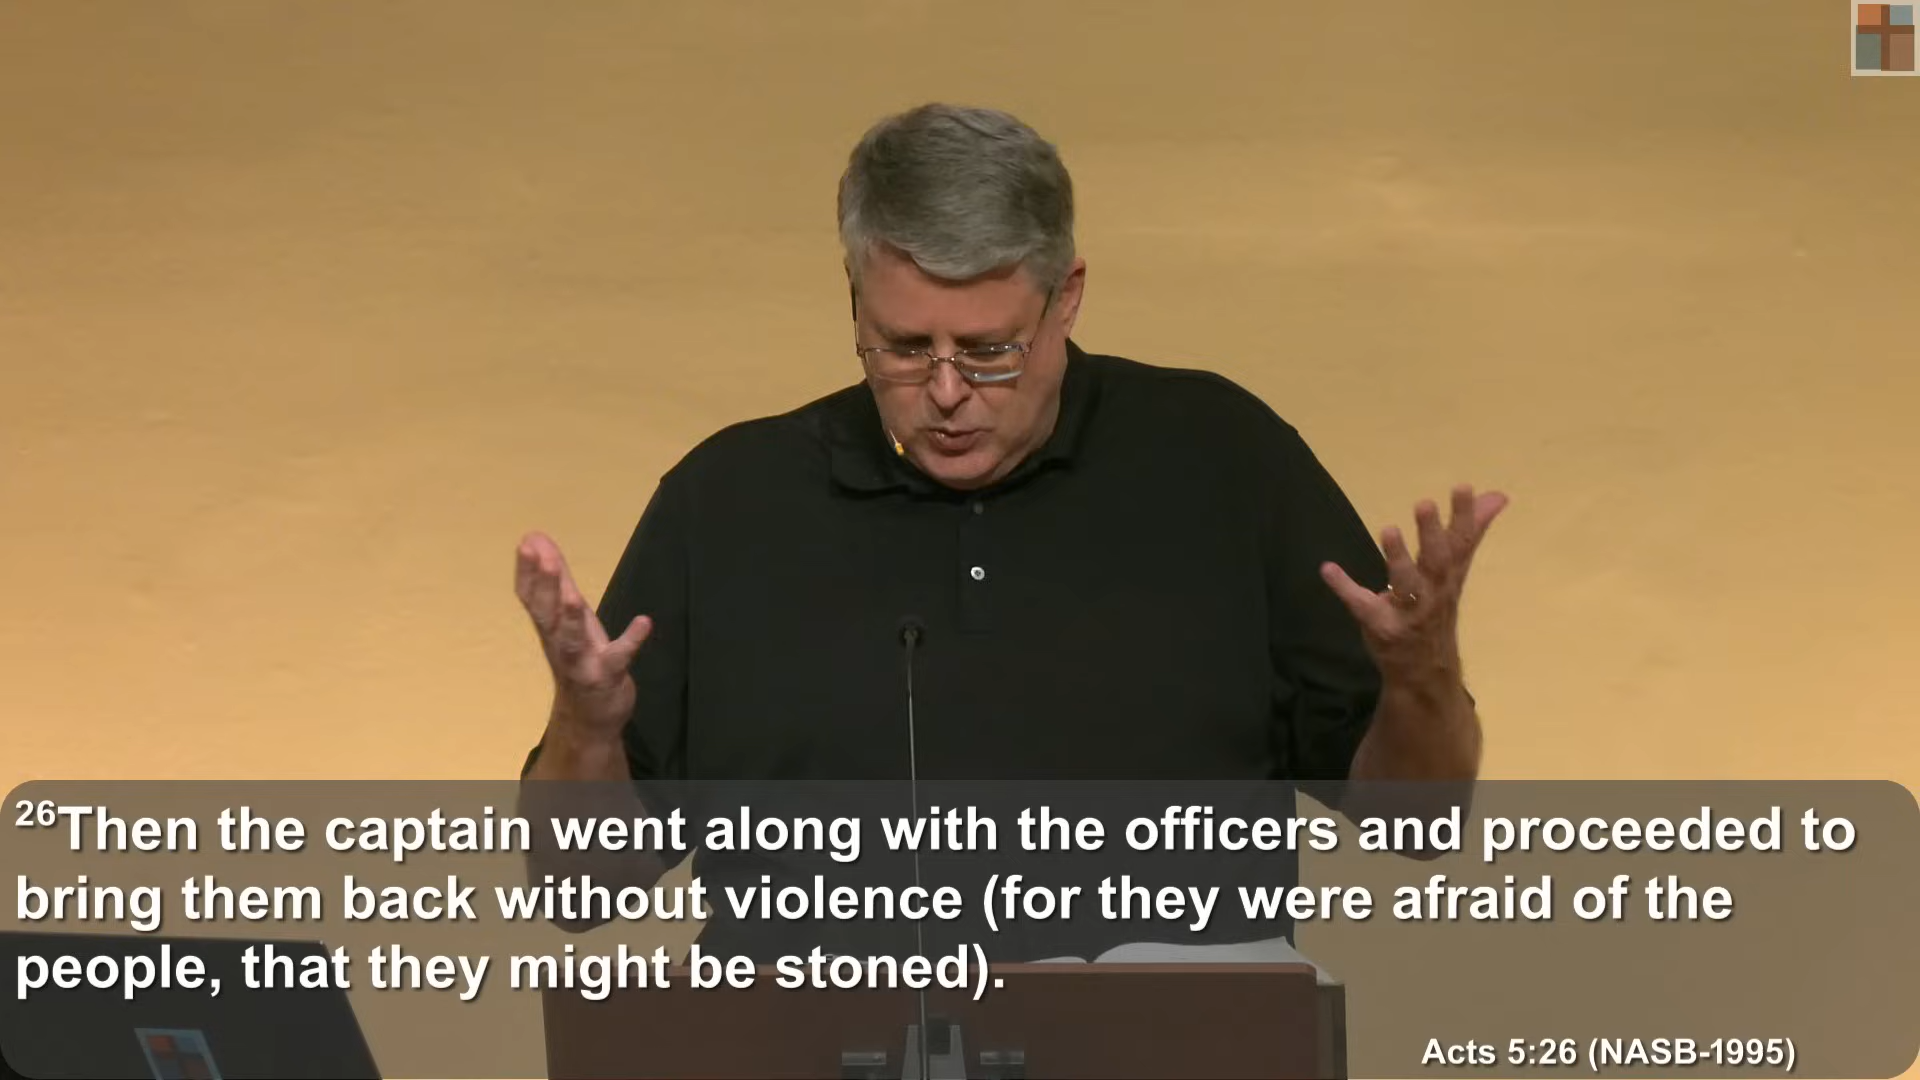 26Then the captain went along with the officers and proceeded to
bring them back without violence (for they were afraid of the
people, that they might be stoned).
Acts 5:26 (NASB-1995)